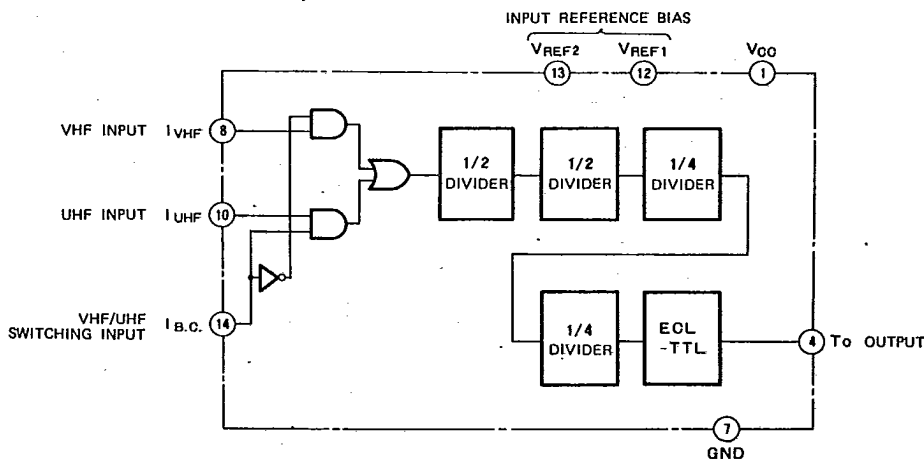 INPUT REFERENCE BIAS
VREF2 VREF1 VCC
13 12 1
VHF INPUT IVHF 8
UHF INPUT IUHF 10
VHF/UHF
SWITCHING INPUT IB.C. 14
1/2
DIVIDER
1/2
DIVIDER
1/4
DIVIDER
1/4
DIVIDER
ECL
-TTL
4 To OUTPUT
7
GND